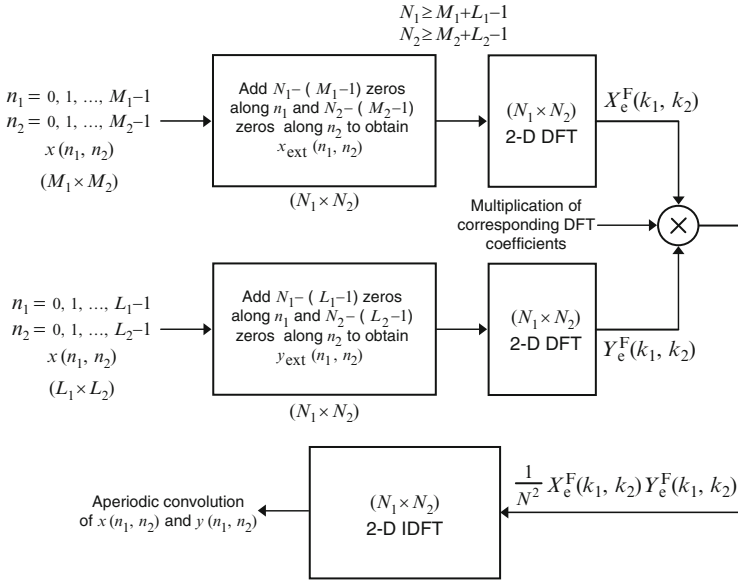 N₁ ≥ M₁+L₁−1
N₂ ≥ M₂+L₂−1
n₁ = 0, 1, ..., M₁−1
n₂ = 0, 1, ..., M₂−1
x (n₁, n₂)
(M₁ × M₂)
Add N₁− ( M₁−1) zeros
along n₁ and N₂− ( M₂−1)
zeros along n₂ to obtain
x_ext (n₁, n₂)
(N₁ × N₂)
(N₁ × N₂)
2-D DFT
X_e^F(k₁, k₂)
Multiplication of
corresponding DFT
coefficients
×
n₁ = 0, 1, ..., L₁−1
n₂ = 0, 1, ..., L₂−1
x (n₁, n₂)
(L₁ × L₂)
Add N₁− ( L₁−1) zeros
along n₁ and N₂− ( L₂−1)
zeros along n₂ to obtain
y_ext (n₁, n₂)
(N₁ × N₂)
(N₁ × N₂)
2-D DFT
Y_e^F(k₁, k₂)
Aperiodic convolution
of x (n₁, n₂) and y (n₁, n₂)
(N₁ × N₂)
2-D IDFT
1/N² X_e^F(k₁, k₂) Y_e^F(k₁, k₂)